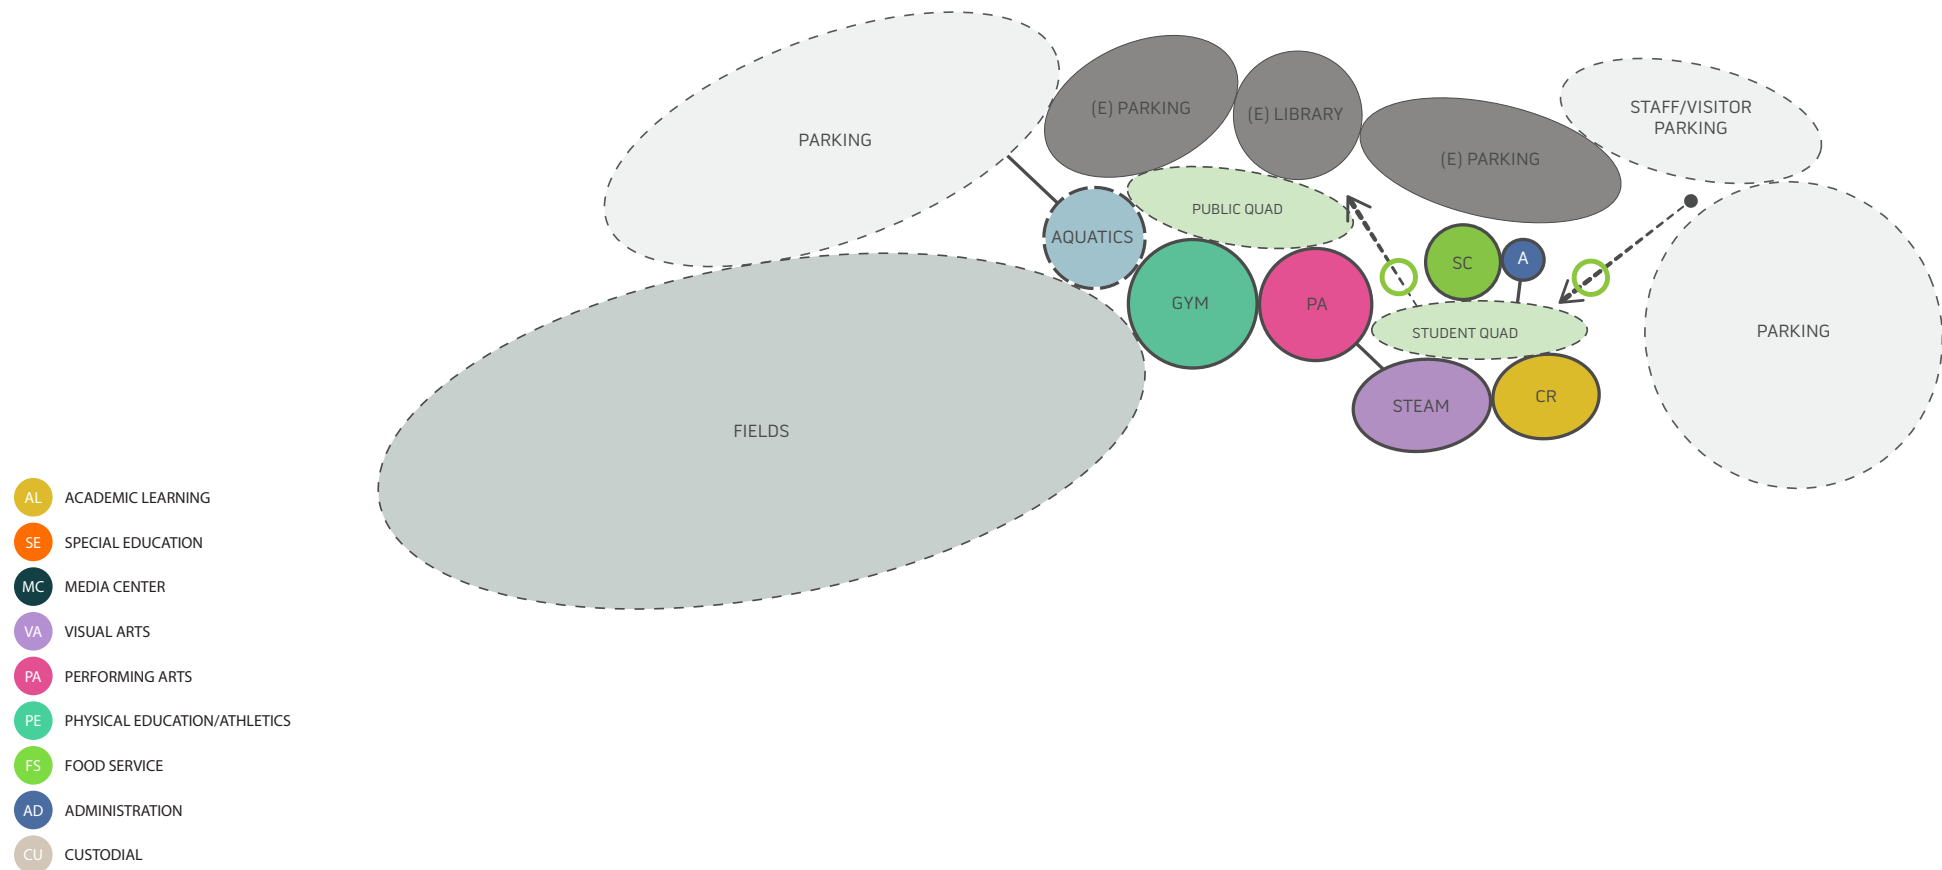 PARKING
(E) PARKING
(E) LIBRARY
(E) PARKING
STAFF/VISITOR
PARKING
PUBLIC QUAD
AQUATICS
GYM
PA
SC
A
STUDENT QUAD
PARKING
STEAM
CR
FIELDS
AL ACADEMIC LEARNING
SE SPECIAL EDUCATION
MC MEDIA CENTER
VA VISUAL ARTS
PA PERFORMING ARTS
PE PHYSICAL EDUCATION/ATHLETICS
FS FOOD SERVICE
AD ADMINISTRATION
CU CUSTODIAL